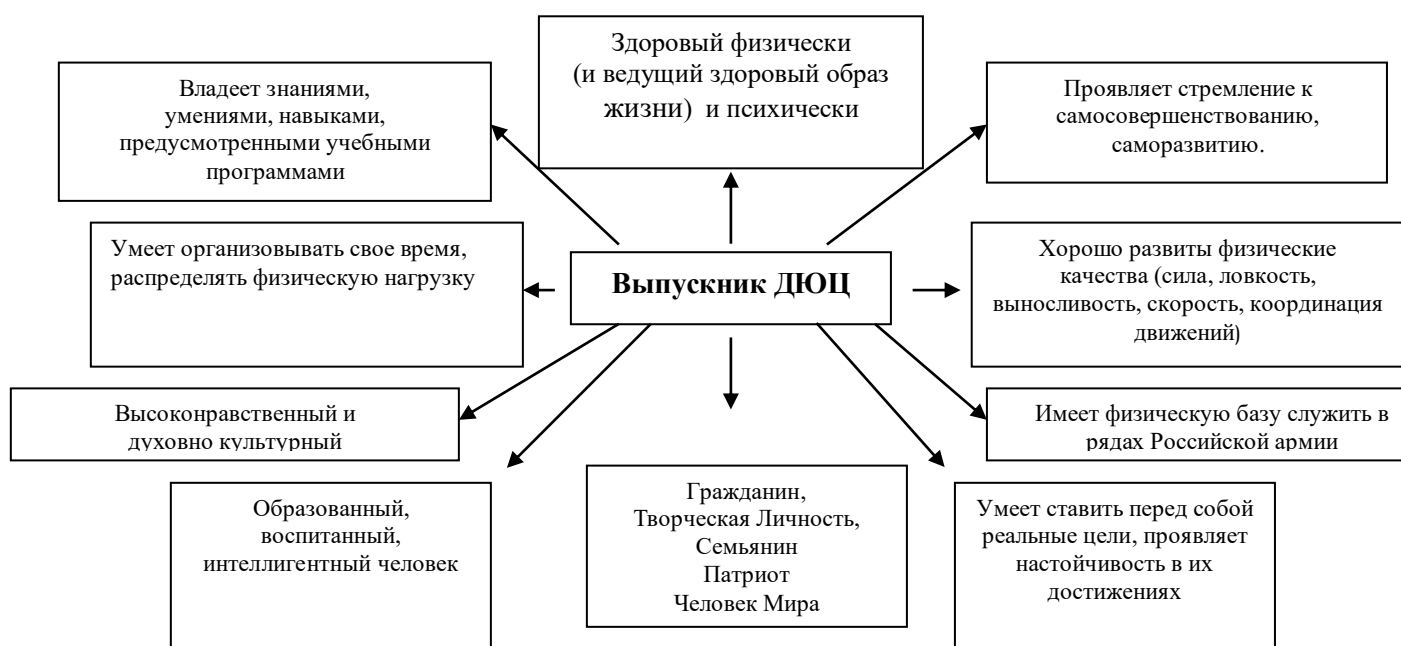 Здоровый физически
(и ведущий здоровый образ
жизни) и психически
Владеет знаниями,
умениями, навыками,
предусмотренными учебными
программами
Проявляет стремление к
самосовершенствованию,
саморазвитию.
Умеет организовывать свое время,
распределять физическую нагрузку
Выпускник ДЮЦ
Хорошо развиты физические
качества (сила, ловкость,
выносливость, скорость, координация
движений)
Высоконравственный и
духовно культурный
Имеет физическую базу служить в
рядах Российской армии
Образованный,
воспитанный,
интеллигентный человек
Гражданин,
Творческая Личность,
Семьянин
Патриот
Человек Мира
Умеет ставить перед собой
реальные цели, проявляет
настойчивость в их
достижениях